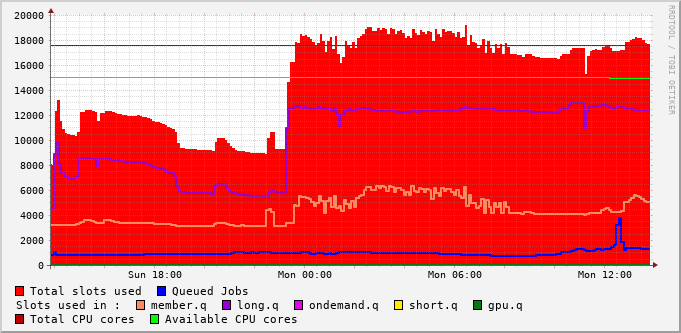 20000
18000
16000
14000
12000
10000
8000
6000
4000
2000
0
Sun 18:00 Mon 00:00 Mon 06:00 Mon 12:00
RRDTOOL / TOBI OETIKER
Total slots used Queued Jobs
Slots used in : member.q long.q ondemand.q short.q gpu.q
Total CPU cores Available CPU cores